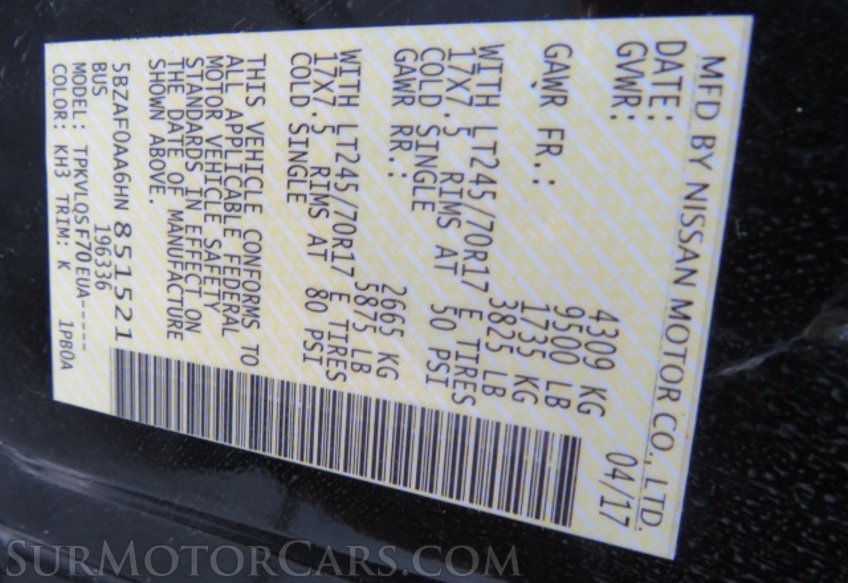 MFD BY NISSAN MOTOR CO., LTD.
DATE: 04/17
GVWR: 4309 KG
9500 LB
GAWR FR.: 1735 KG
3825 LB
WITH LT245/70R17 E TIRES
17X7.5 RIMS AT 50 PSI
COLD SINGLE
GAWR RR.: 2665 KG
5875 LB
WITH LT245/70R17 E TIRES
17X7.5 RIMS AT 80 PSI
COLD SINGLE
THIS VEHICLE CONFORMS TO
ALL APPLICABLE FEDERAL
MOTOR VEHICLE SAFETY
STANDARDS IN EFFECT ON
THE DATE OF MANUFACTURE
SHOWN ABOVE.
5BZAF0AA6HN 851521
BUS 196336
MODEL: TPKVLQSF70EUA-----
COLOR: KH3 TRIM: K 1PB0A
SURMOTORCARS.COM